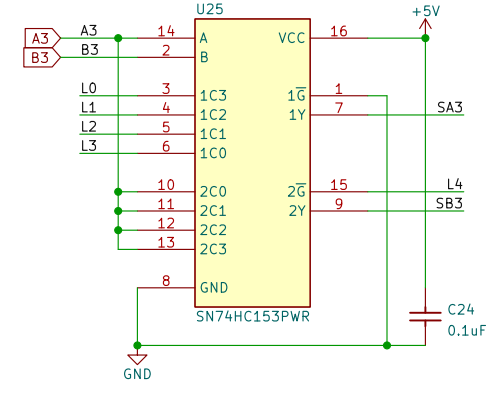 U25
+5V
A3 A3 14 A VCC 16
B3 B3 2 B
L0 3 1C3 1G 1
L1 4 1C2 1Y 7 SA3
L2 5 1C1
L3 6 1C0
10 2C0 2G 15 L4
11 2C1 2Y 9 SB3
12 2C2
13 2C3
8 GND
C24
SN74HC153PWR
0.1uF
GND